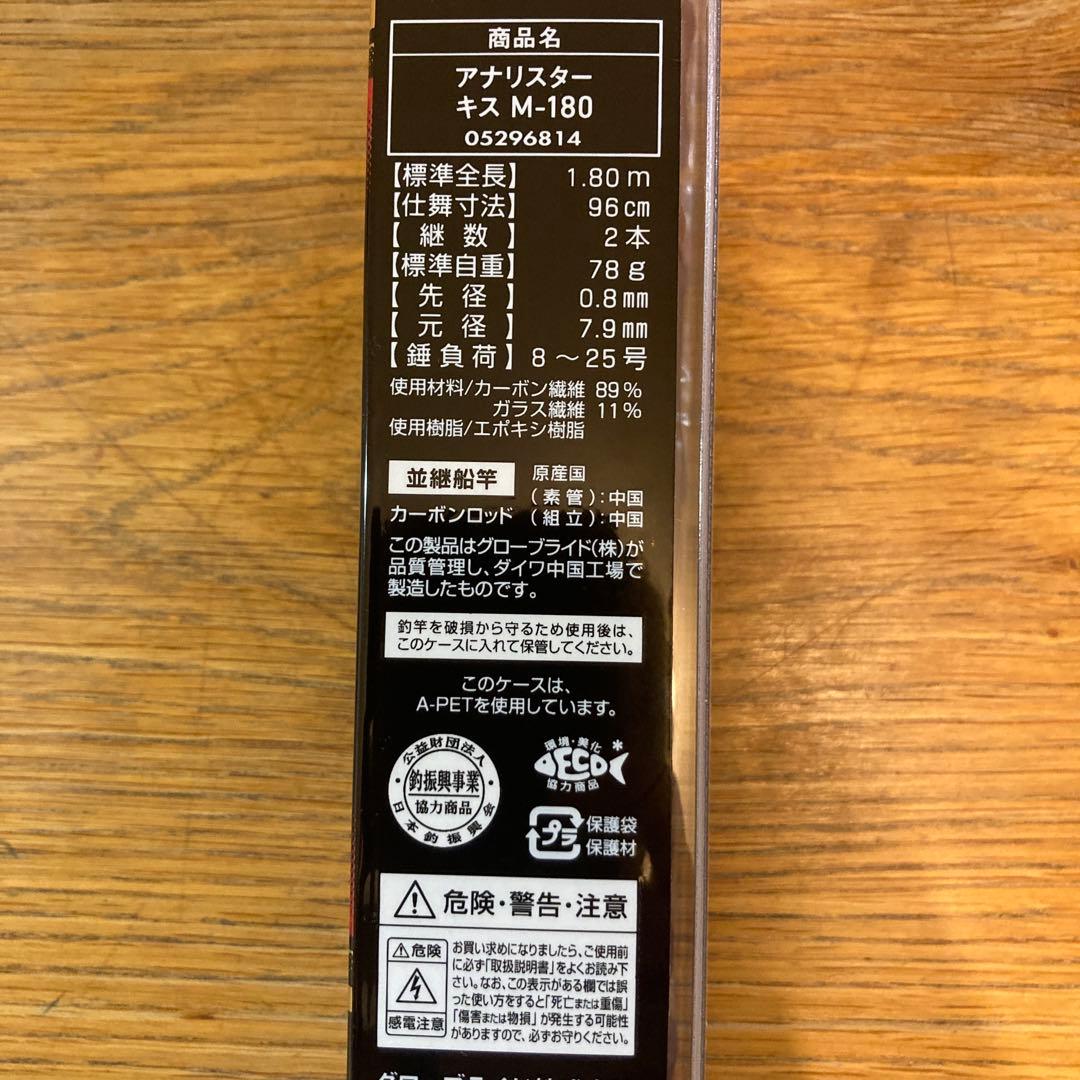 商品名
アナリスター
キス M-180
05296814
【標準全長】 1.80m
【仕舞寸法】 96cm
【継数】 2本
【標準自重】 78g
【先径】 0.8mm
【元径】 7.9mm
【錘負荷】 8〜25号
使用材料/カーボン繊維 89%
ガラス繊維 11%
使用樹脂/エポキシ樹脂
並継船竿
カーボンロッド
原産国
(素管):中国
(組立):中国
この製品はグローブライド(株)が
品質管理し、ダイワ中国工場で
製造したものです。
釣竿を破損から守るため使用後は、
このケースに入れて保管してください。
このケースは、
A-PETを使用しています。
公益財団法人
釣振興事業
協力商品
日本釣振興会
環境・美化
ECO
協力商品
プラ
保護袋
保護材
危険・警告・注意
危険
感電注意
お買い求めになりましたら、ご使用前
に必ず「取扱説明書」をよくお読み下
さい。なお、この表示がある欄では誤
った使い方をすると「死亡または重傷」
「傷害または物損」が発生する可能性
がありますので、必ずお守りください。